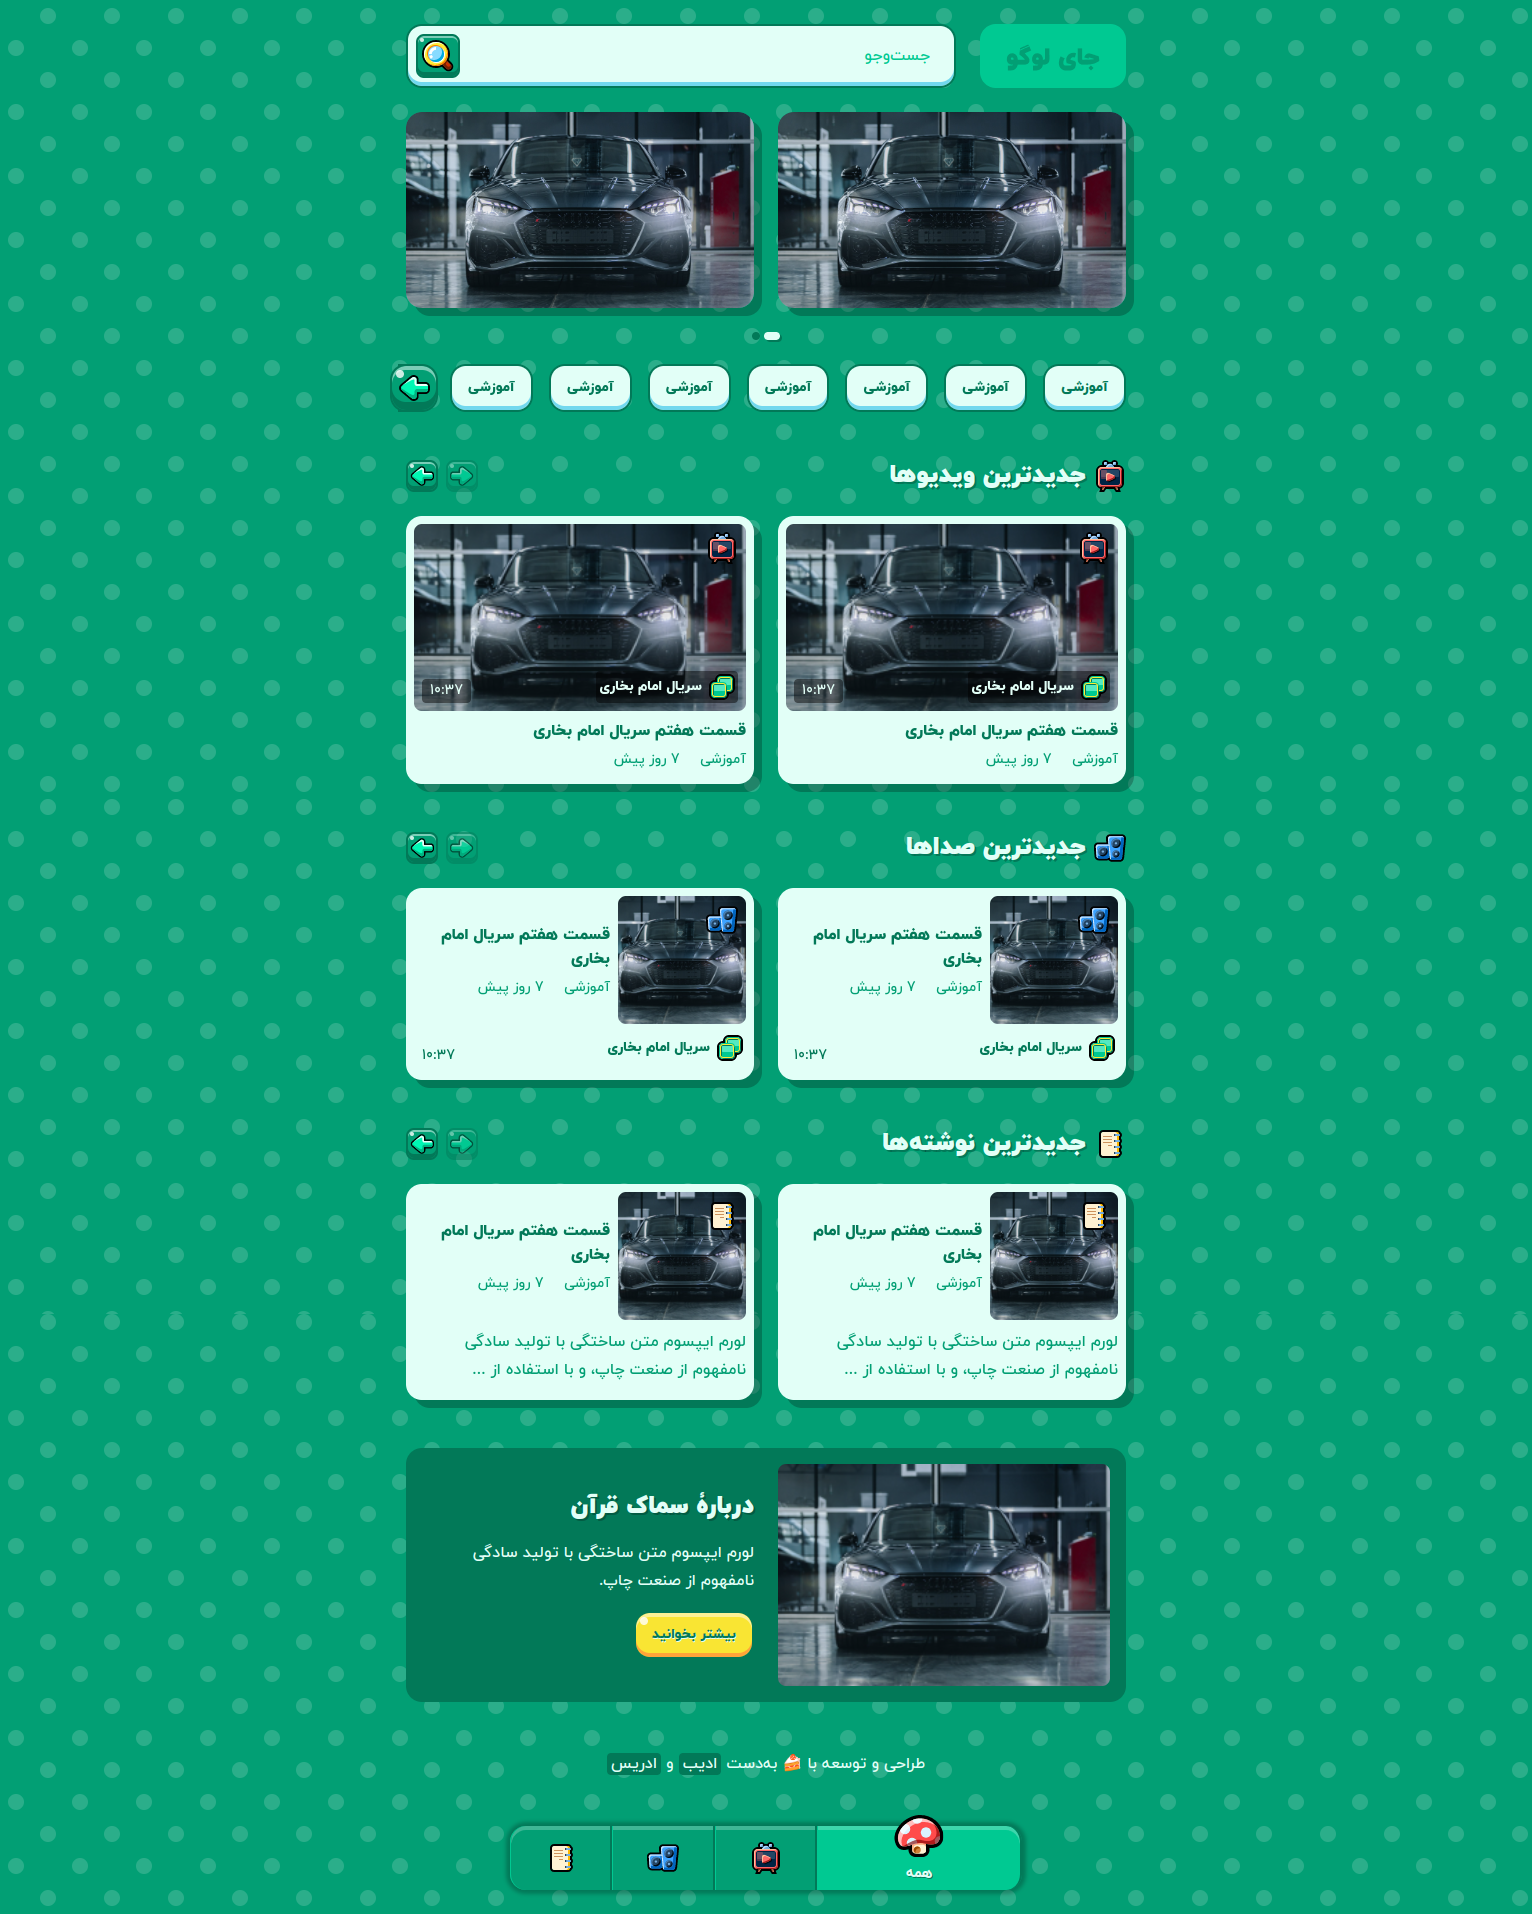 جای لوگو
جست‌وجو
آموزشی
آموزشی
آموزشی
آموزشی
آموزشی
آموزشی
آموزشی
جدیدترین ویدیوها
سریال امام بخاری
۱۰:۳۷
قسمت هفتم سریال امام بخاری
آموزشی ۷ روز پیش
سریال امام بخاری
۱۰:۳۷
قسمت هفتم سریال امام بخاری
آموزشی ۷ روز پیش
جدیدترین صداها
قسمت هفتم سریال امام
بخاری
آموزشی ۷ روز پیش
سریال امام بخاری
۱۰:۳۷
قسمت هفتم سریال امام
بخاری
آموزشی ۷ روز پیش
سریال امام بخاری
۱۰:۳۷
جدیدترین نوشته‌ها
قسمت هفتم سریال امام
بخاری
آموزشی ۷ روز پیش
لورم ایپسوم متن ساختگی با تولید سادگی
نامفهوم از صنعت چاپ، و با استفاده از ...
قسمت هفتم سریال امام
بخاری
آموزشی ۷ روز پیش
لورم ایپسوم متن ساختگی با تولید سادگی
نامفهوم از صنعت چاپ، و با استفاده از ...
دربارهٔ سماک قرآن
لورم ایپسوم متن ساختگی با تولید سادگی
نامفهوم از صنعت چاپ.
بیشتر بخوانید
طراحی و توسعه با 🍰 به‌دست ادیب و ادریس
همه